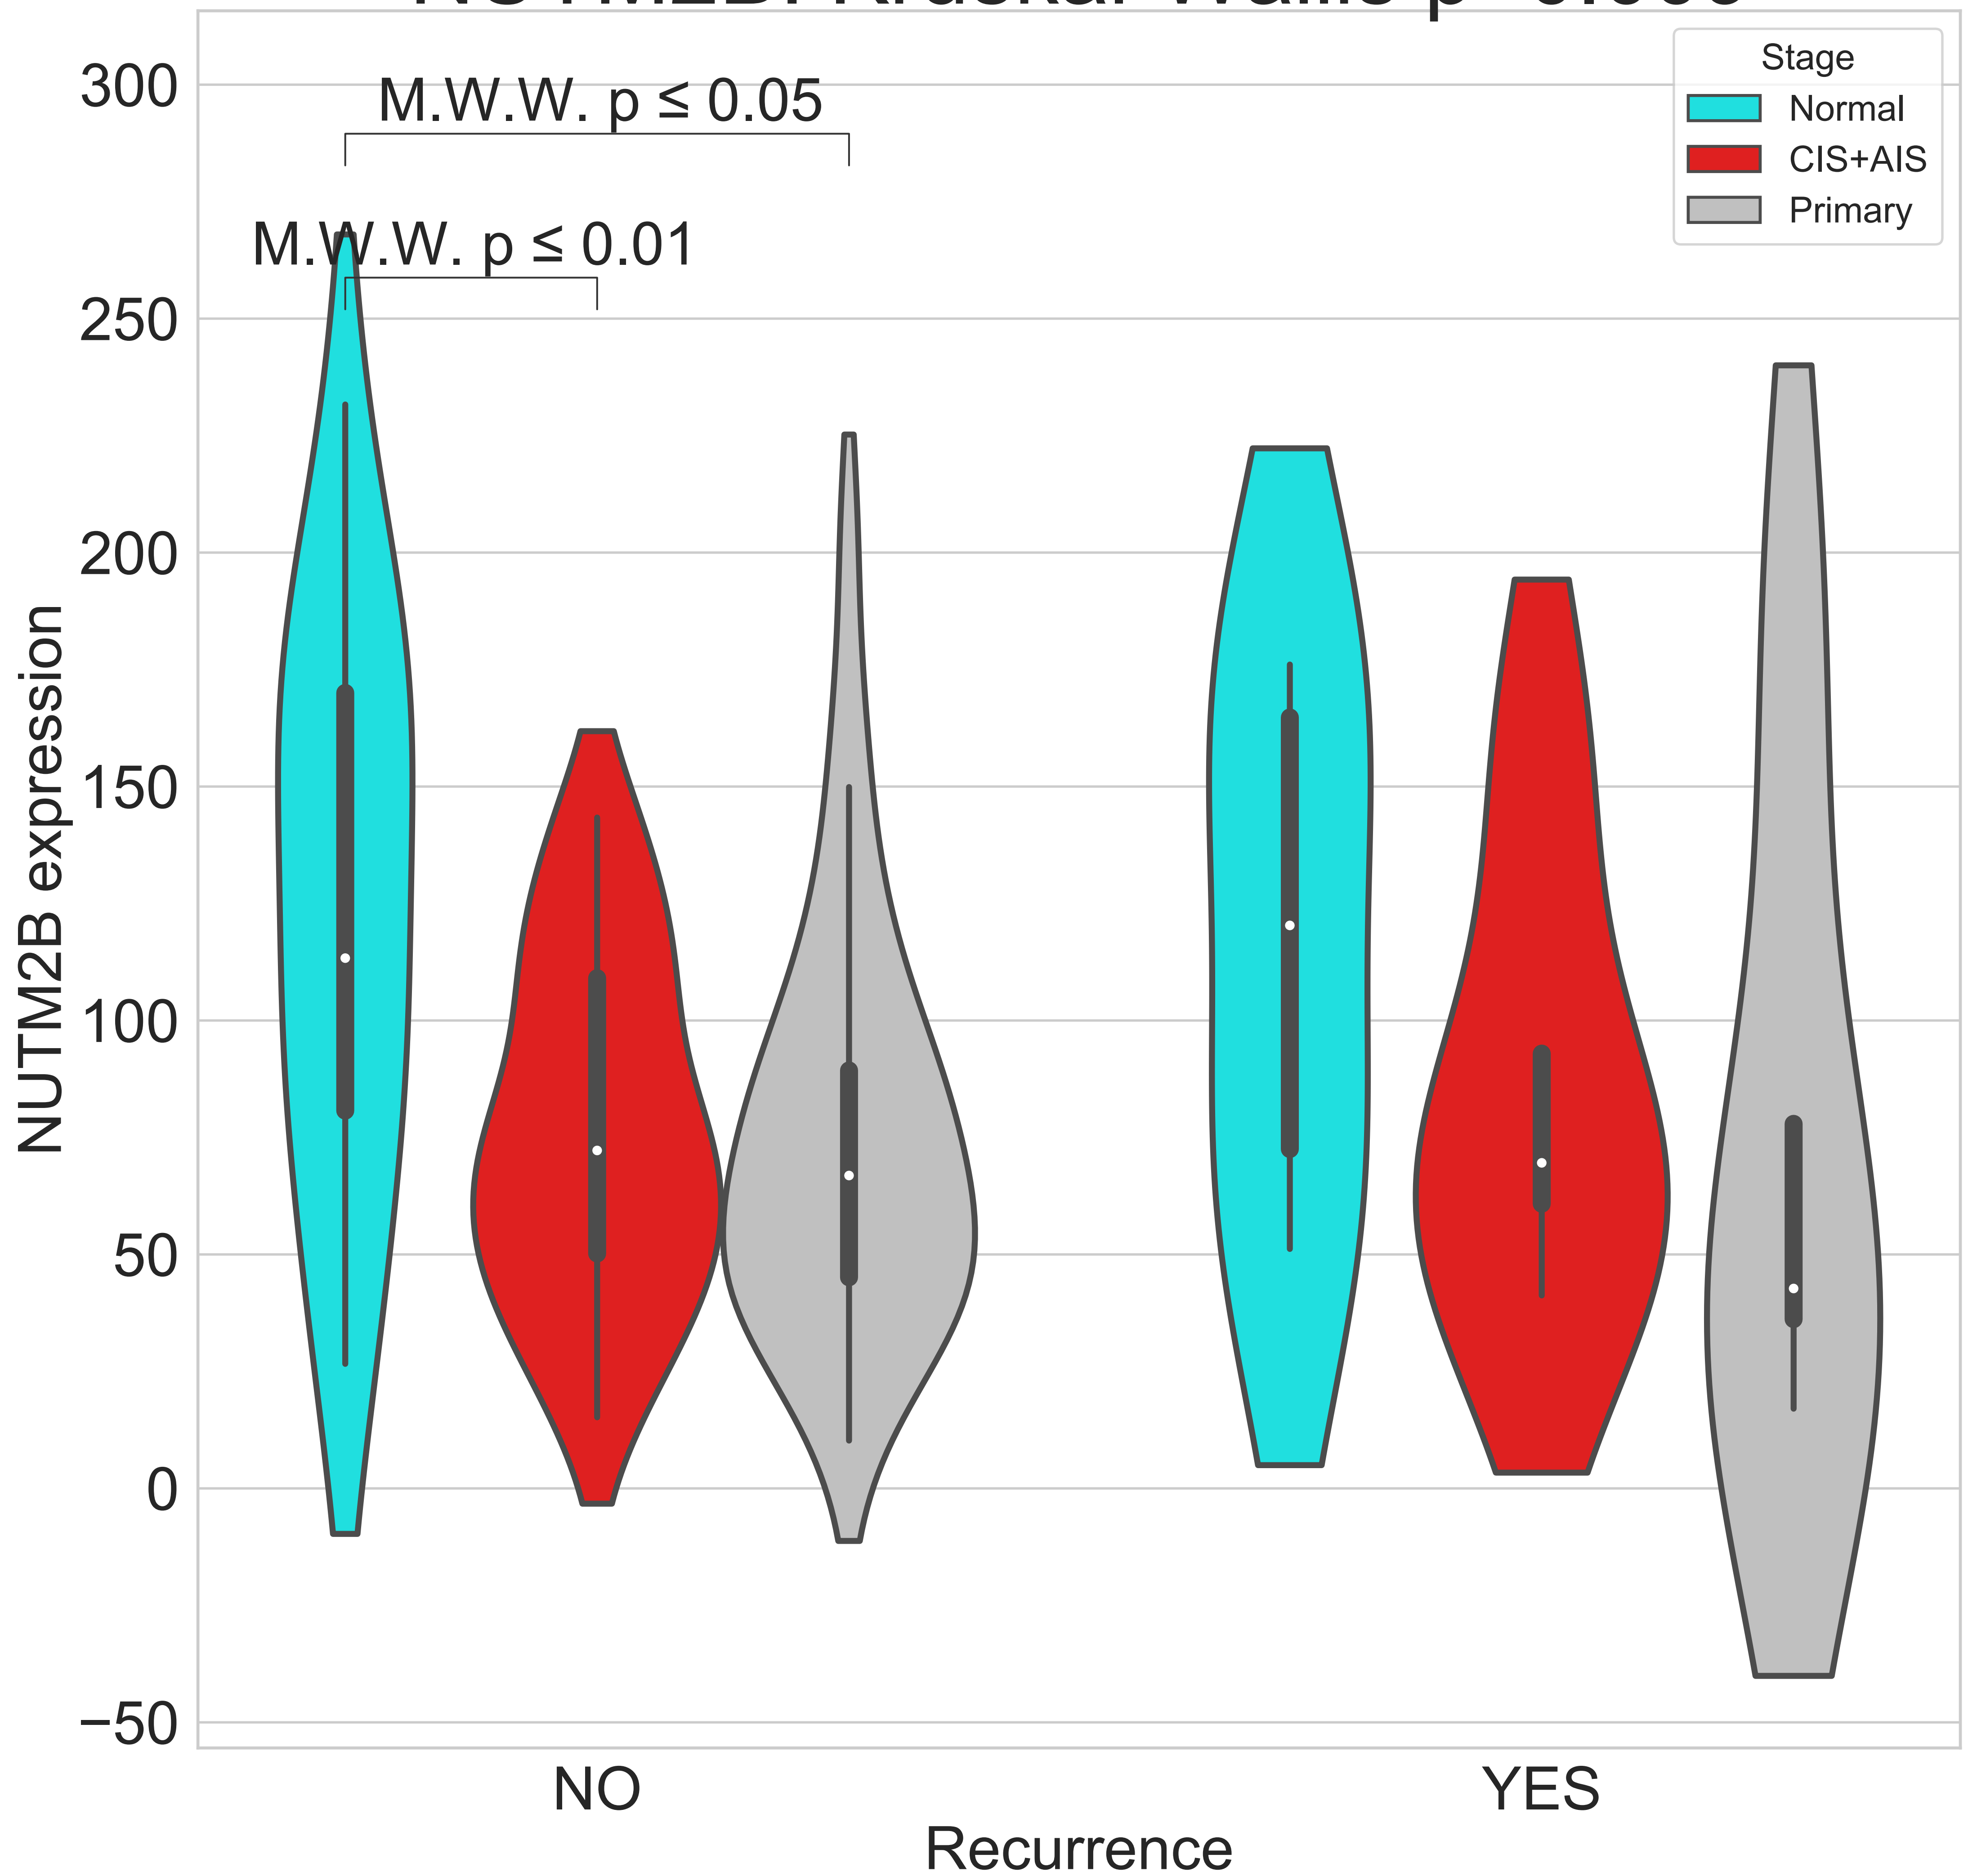 Stage
Normal
CIS+AIS
Primary
M.W.W. p ≤ 0.05
M.W.W. p ≤ 0.01
300
250
200
150
100
50
0
−50
NUTM2B expression
NO
YES
Recurrence